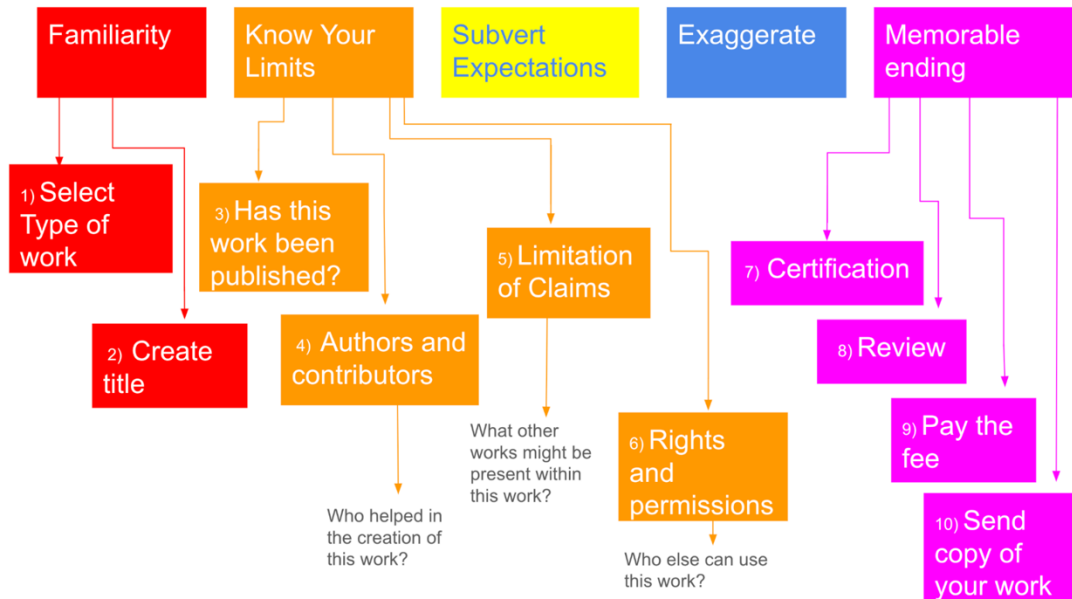 Familiarity
Know Your
Limits
Subvert
Expectations
Exaggerate
Memorable
ending
1) Select
Type of
work
2) Create
title
3) Has this
work been
published?
4) Authors and
contributors
Who helped in
the creation of
this work?
5) Limitation
of Claims
What other
works might be
present within
this work?
6) Rights
and
permissions
Who else can use
this work?
7) Certification
8) Review
9) Pay the
fee
10) Send
copy of
your work